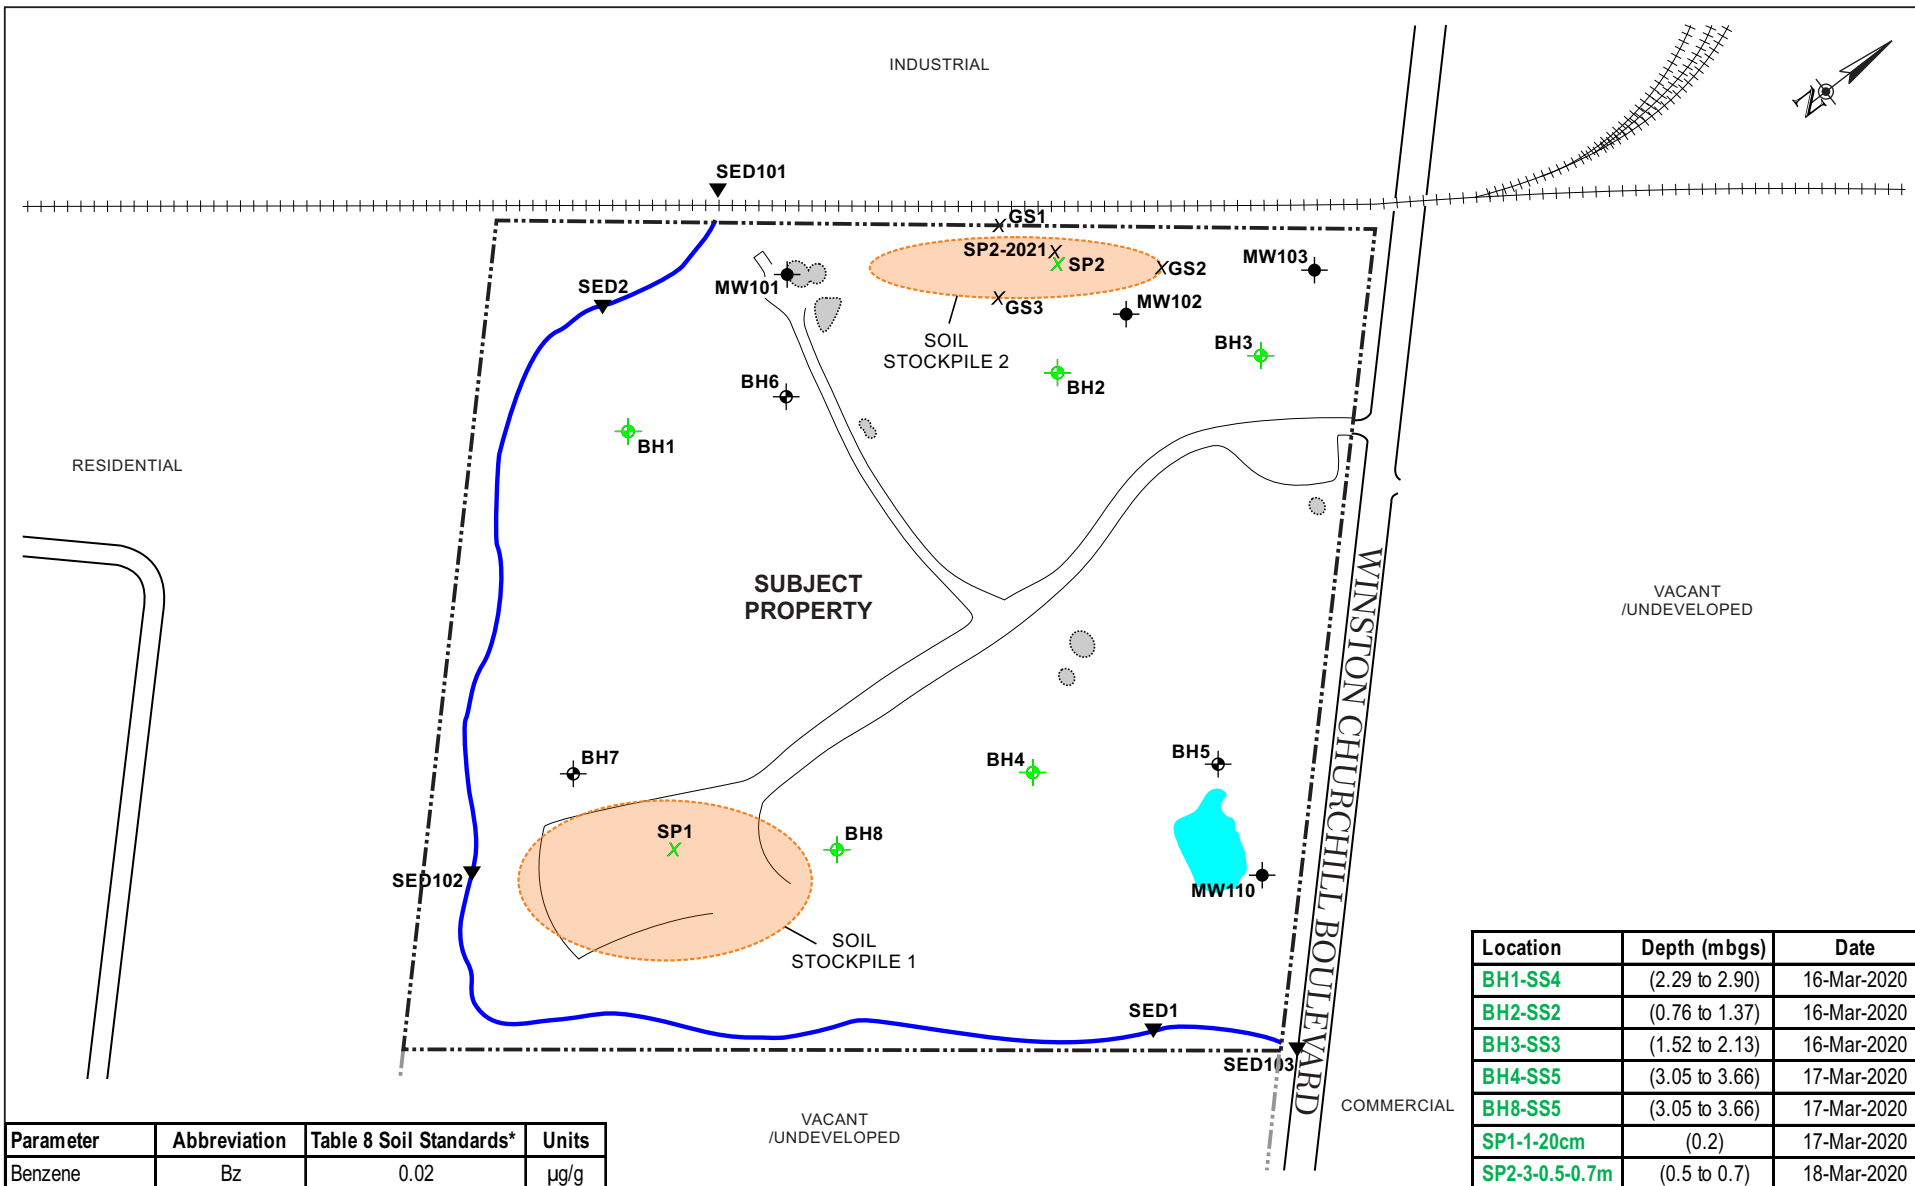 INDUSTRIAL
N
SED101
GS1
SP2-2021
SP2
GS2
MW103
MW101
SED2
GS3
MW102
SOIL
STOCKPILE 2
BH3
BH6
BH2
BH1
RESIDENTIAL
SUBJECT
PROPERTY
VACANT
/UNDEVELOPED
WINSTON CHURCHILL BOULEVARD
BH7
BH4
BH5
SP1
BH8
SED102
MW110
SOIL
STOCKPILE 1
SED1
SED103
COMMERCIAL
VACANT
/UNDEVELOPED
Location Depth (mbgs) Date
BH1-SS4 (2.29 to 2.90) 16-Mar-2020
BH2-SS2 (0.76 to 1.37) 16-Mar-2020
BH3-SS3 (1.52 to 2.13) 16-Mar-2020
BH4-SS5 (3.05 to 3.66) 17-Mar-2020
BH8-SS5 (3.05 to 3.66) 17-Mar-2020
SP1-1-20cm (0.2) 17-Mar-2020
SP2-3-0.5-0.7m (0.5 to 0.7) 18-Mar-2020
Parameter Abbreviation Table 8 Soil Standards* Units
Benzene Bz 0.02 µg/g